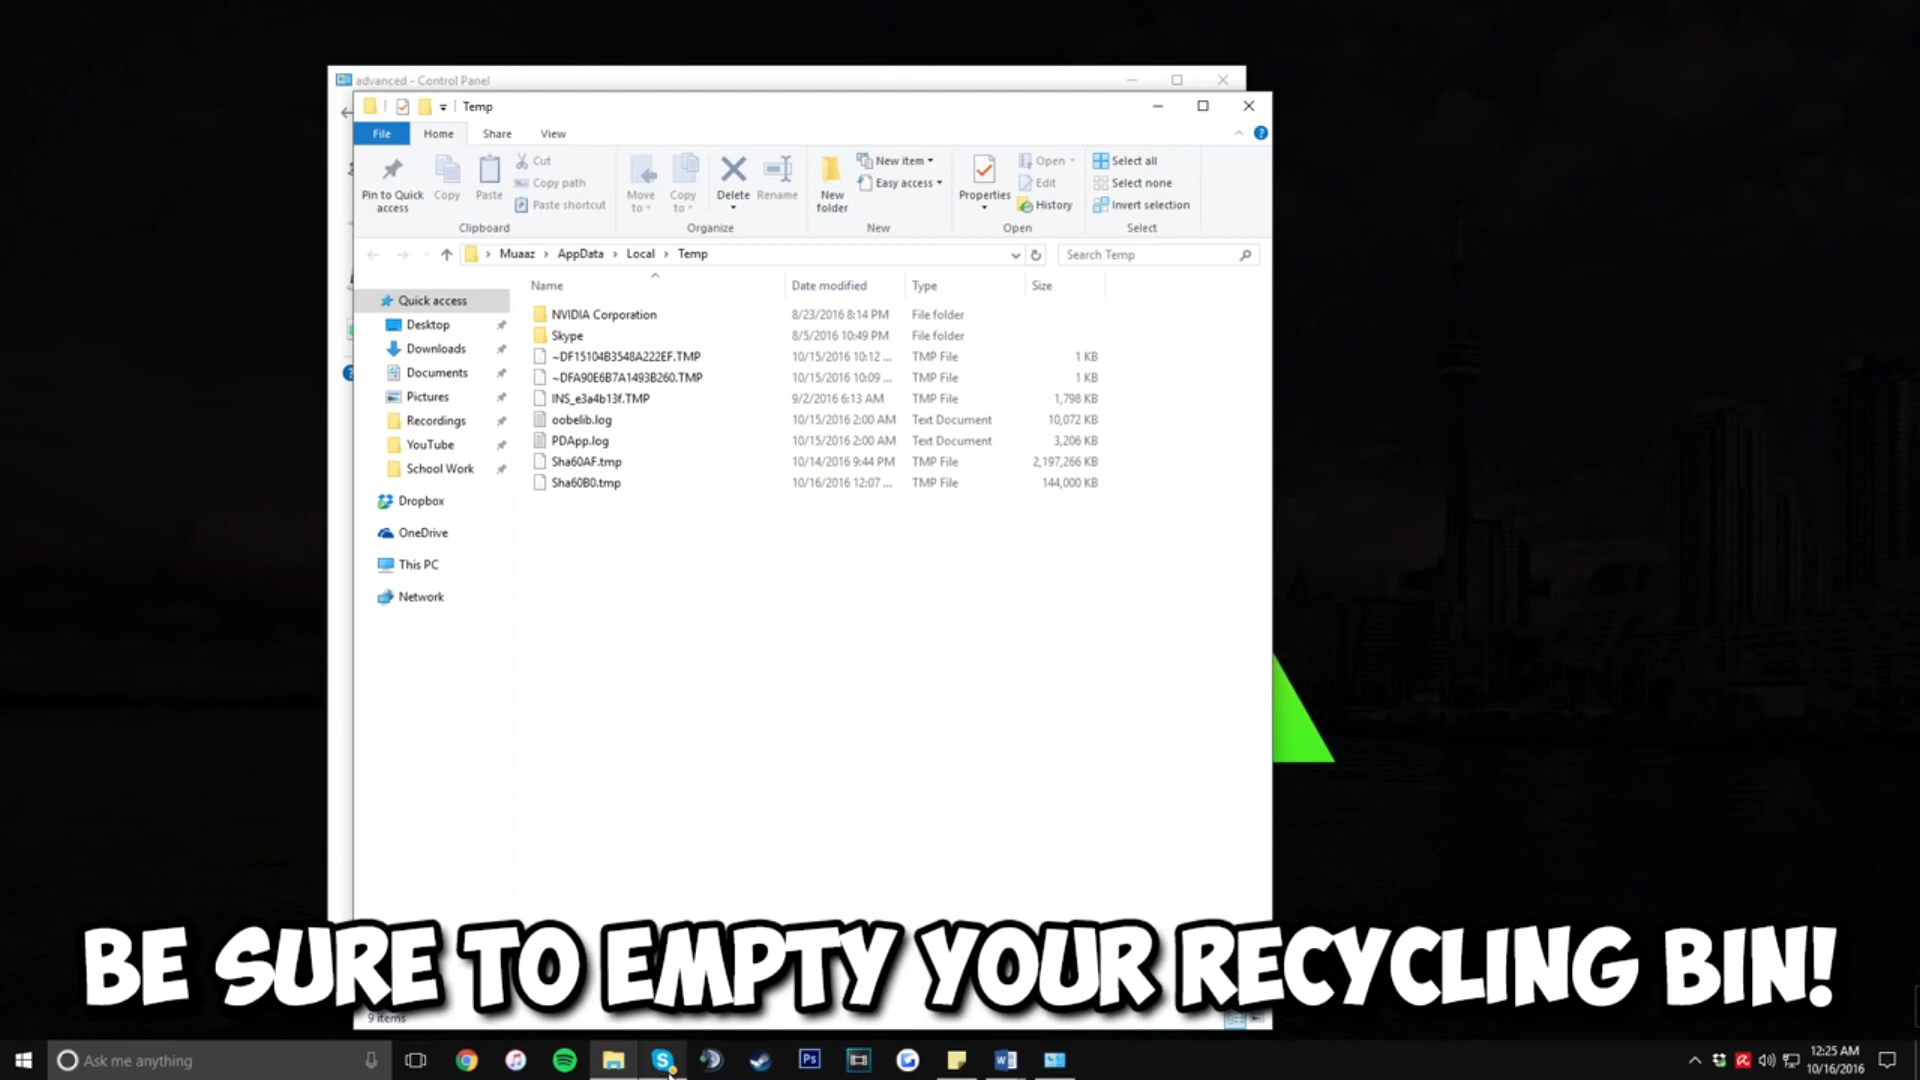 advanced - Control Panel
Temp
File Home Share View
Pin to Quick access
Copy
Paste
Cut
Copy path
Paste shortcut
Clipboard
Move to
Copy to
Delete
Rename
Organize
New folder
New item
Easy access
New
Properties
Open
Edit
History
Open
Select all
Select none
Invert selection
Select
Muaaz › AppData › Local › Temp
Search Temp
Name Date modified Type Size
Quick access
Desktop
Downloads
Documents
Pictures
Recordings
YouTube
School Work
Dropbox
OneDrive
This PC
Network
NVIDIA Corporation 8/23/2016 8:14 PM File folder
Skype 8/5/2016 10:49 PM File folder
~DF15104B3548A222EF.TMP 10/15/2016 10:12 ... TMP File 1 KB
~DFA90E6B7A1493B260.TMP 10/15/2016 10:09 ... TMP File 1 KB
INS_e3a4b13f.TMP 9/2/2016 6:13 AM TMP File 1,798 KB
oobelib.log 10/15/2016 2:00 AM Text Document 10,072 KB
PDApp.log 10/15/2016 2:00 AM Text Document 3,206 KB
Sha60AF.tmp 10/14/2016 9:44 PM TMP File 2,197,266 KB
Sha60B0.tmp 10/16/2016 12:07 ... TMP File 144,000 KB
BE SURE TO EMPTY YOUR RECYCLING BIN!
9 items
Ask me anything
Ps
12:25 AM
10/16/2016